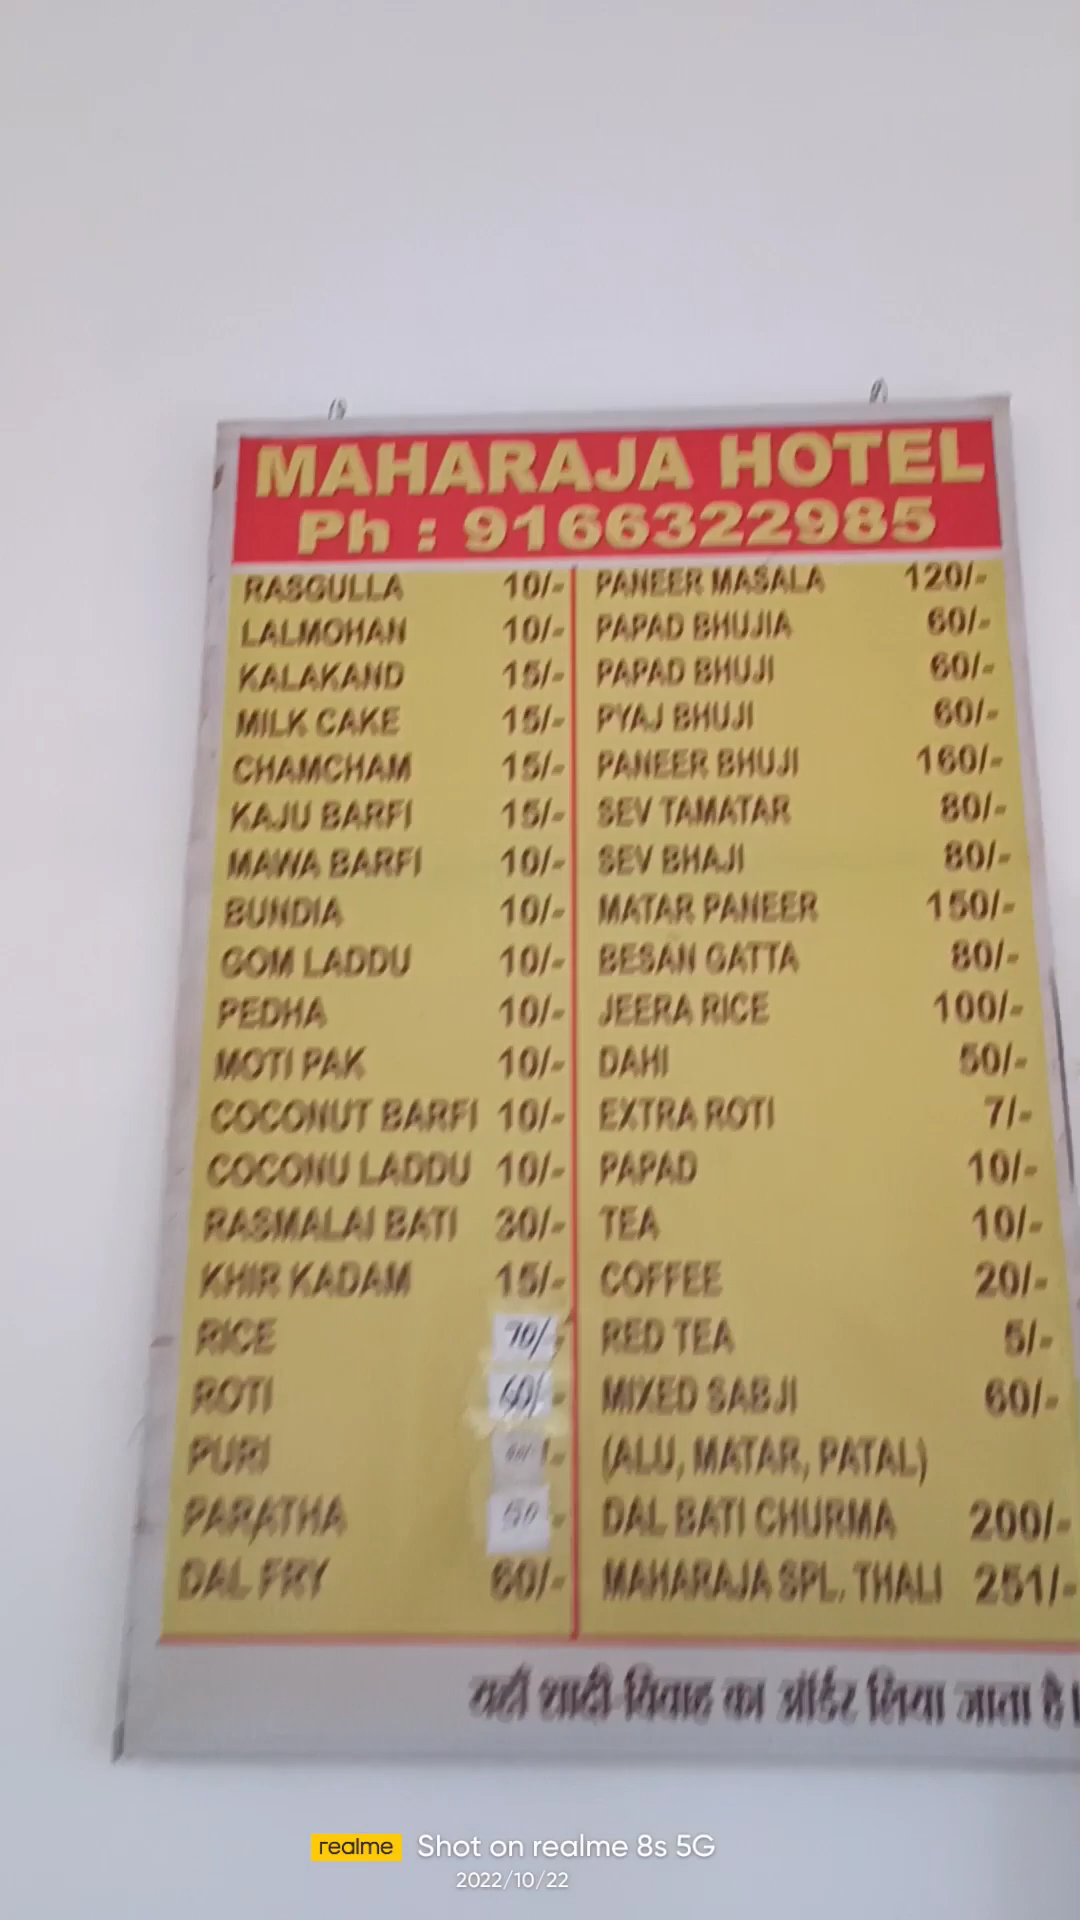 MAHARAJA HOTEL
Ph : 9166322985
RASGULLA 10/-
LALMOHAN 10/-
KALAKAND 15/-
MILK CAKE 15/-
CHAMCHAM 15/-
KAJU BARFI 15/-
MAWA BARFI 10/-
BUNDIA 10/-
GOM LADDU 10/-
PEDHA 10/-
MOTI PAK 10/-
COCONUT BARFI 10/-
COCONU LADDU 10/-
RASMALAI BATI 30/-
KHIR KADAM 15/-
RICE 70/-
ROTI 60/-
PURI
PARATHA
DAL FRY 60/-
PANEER MASALA 120/-
PAPAD BHUJIA 60/-
PAPAD BHUJI 60/-
PYAJ BHUJI 60/-
PANEER BHUJI 160/-
SEV TAMATAR 80/-
SEV BHAJI 80/-
MATAR PANEER 150/-
BESAN GATTA 80/-
JEERA RICE 100/-
DAHI 50/-
EXTRA ROTI 7/-
PAPAD 10/-
TEA 10/-
COFFEE 20/-
RED TEA 5/-
MIXED SABJI 60/-
(ALU, MATAR, PATAL)
DAL BATI CHURMA 200/-
MAHARAJA SPL. THALI 251/-
यहाँ शादी विवाह का ऑर्डर लिया जाता है।
realme Shot on realme 8s 5G
2022/10/22